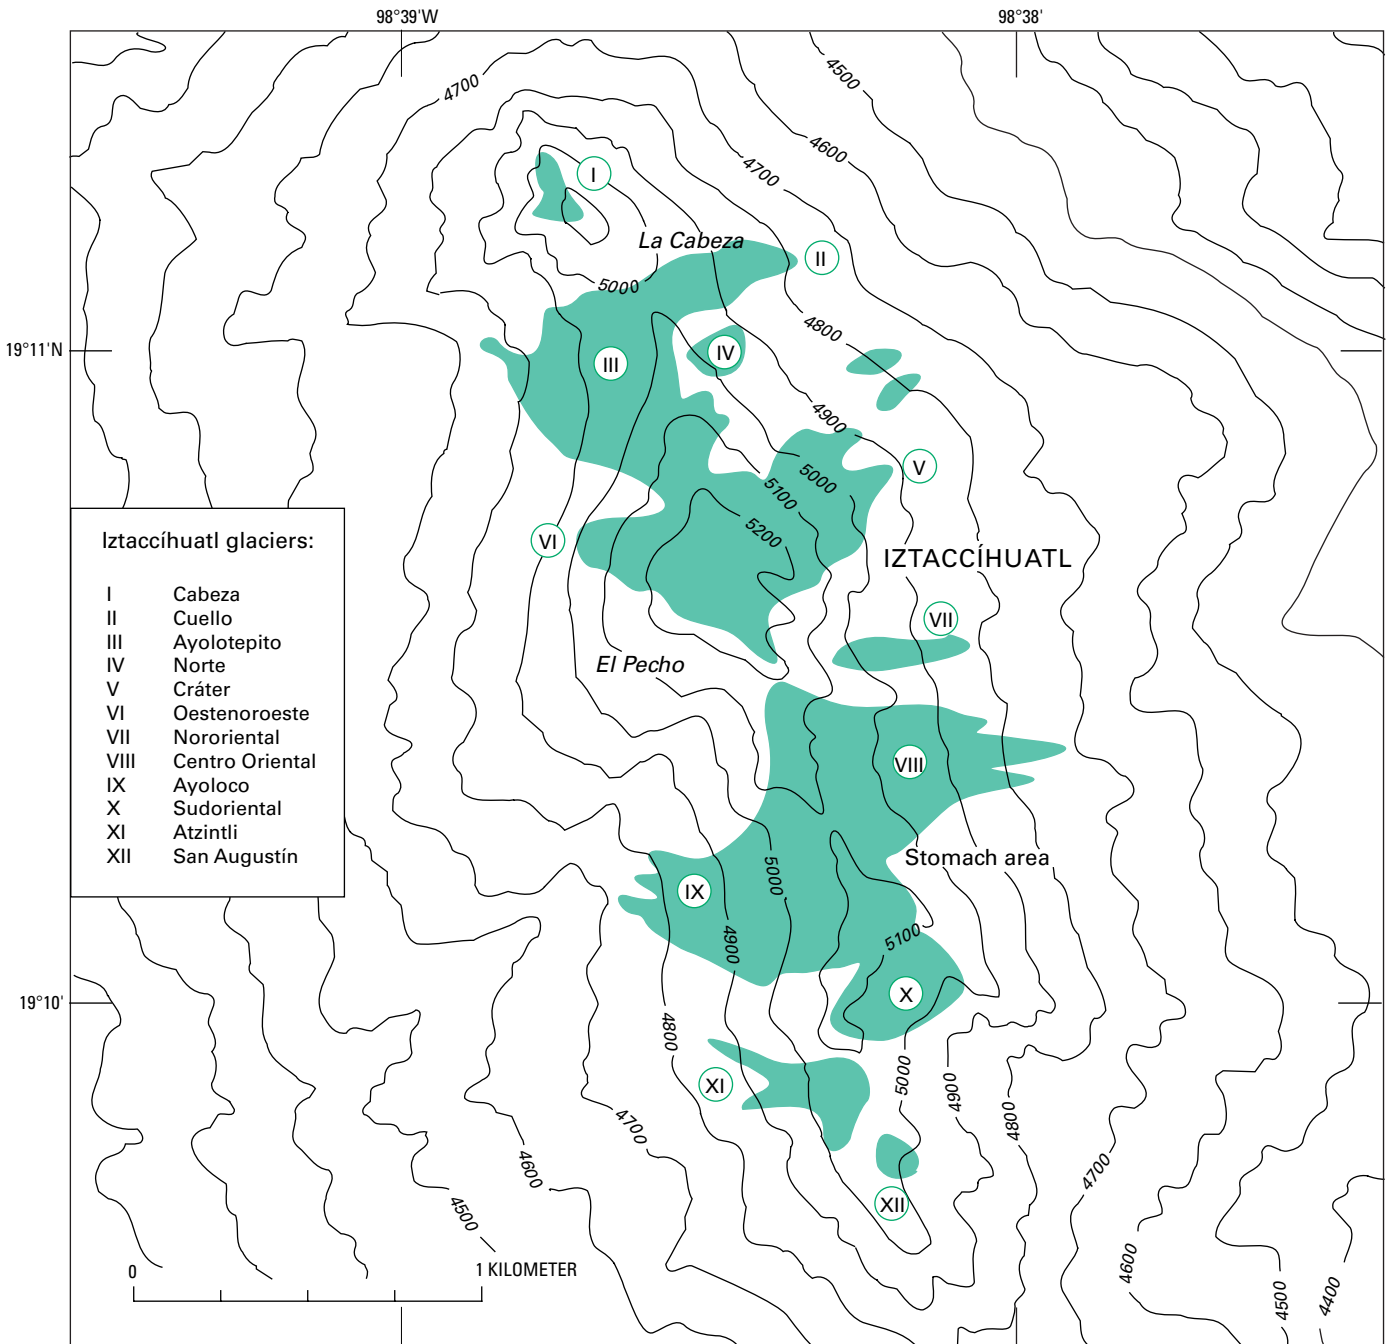 98°39'W 98°38'
4700
4500
4600
4700
I
La Cabeza
II
5000
4800
19°11'N
III
IV
4900
V
5000
5100
5200
VI
IZTACCÍHUATL
Iztaccíhuatl glaciers:
I Cabeza
II Cuello
III Ayolotepito
IV Norte
V Cráter
VI Oestenoroeste
VII Nororiental
VIII Centro Oriental
IX Ayoloco
X Sudoriental
XI Atzintli
XII San Augustín
VII
El Pecho
VIII
Stomach area
5000
IX
4900
5100
19°10'
X
4800
XI
5000
4900
4800
4700
4600
4500
XII
4700
4600
4500
4400
0 1 KILOMETER